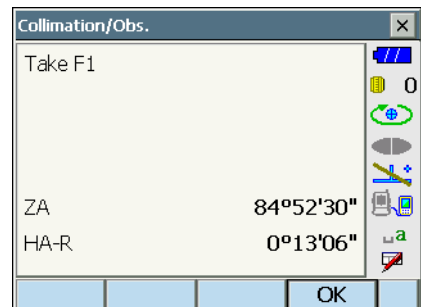 Collimation/Obs.
Take F1
0
ZA 84°52'30"
HA-R 0°13'06"
a
OK